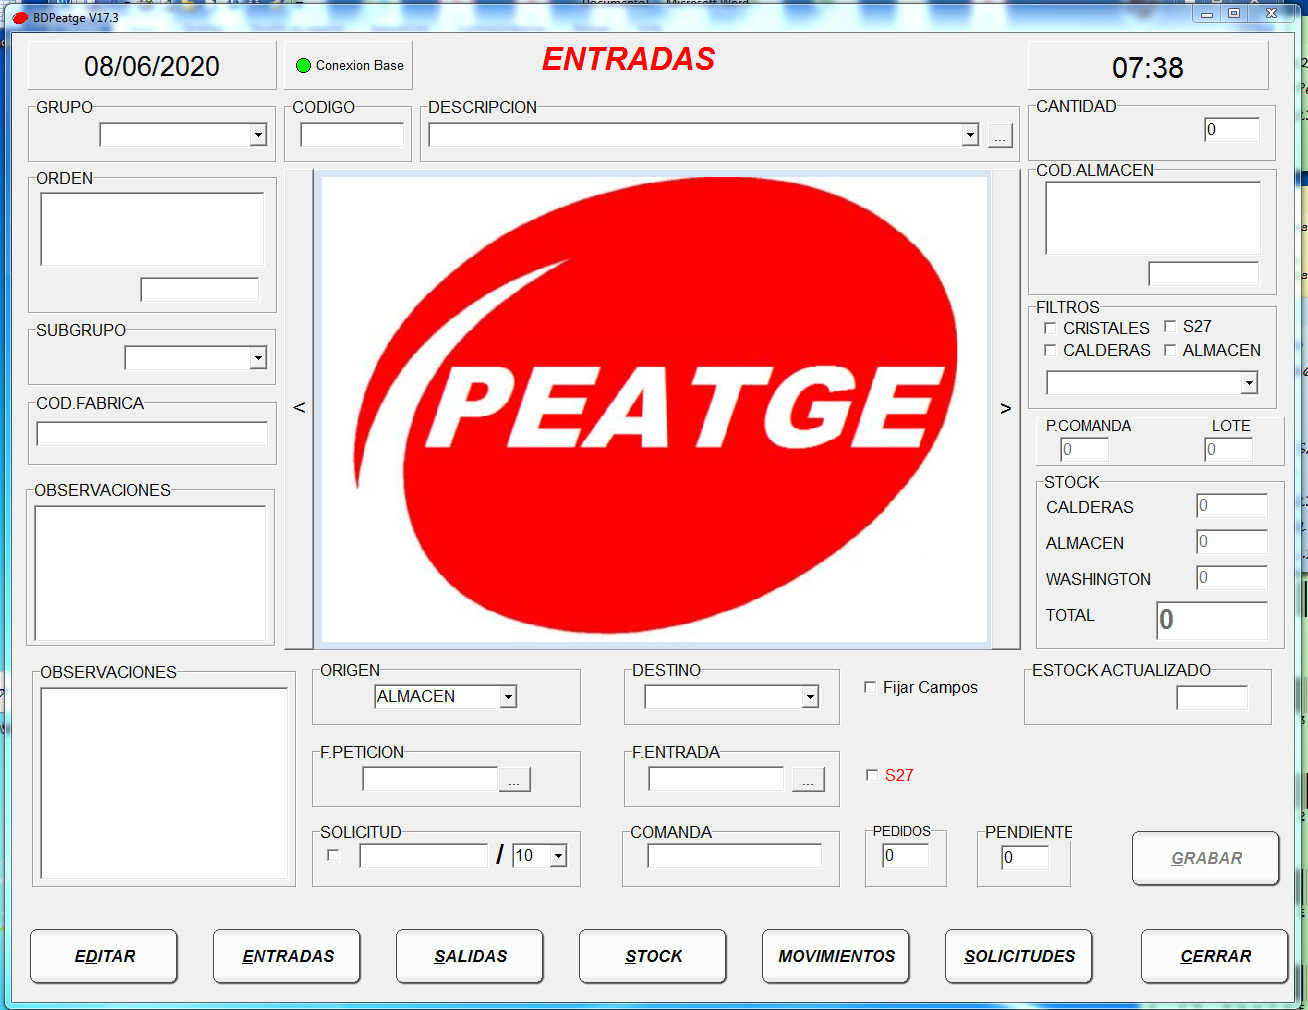 BDPeatge V17.3
08/06/2020
Conexion Base
ENTRADAS
07:38
GRUPO
CODIGO
DESCRIPCION
...
CANTIDAD
0
ORDEN
COD.ALMACEN
SUBGRUPO
COD.FABRICA
OBSERVACIONES
<
PEATGE
>
FILTROS
CRISTALES
S27
CALDERAS
ALMACEN
P.COMANDA
LOTE
0
0
STOCK
CALDERAS
0
ALMACEN
0
WASHINGTON
0
TOTAL
0
OBSERVACIONES
ORIGEN
ALMACEN
DESTINO
Fijar Campos
ESTOCK ACTUALIZADO
F.PETICION
...
F.ENTRADA
...
S27
SOLICITUD
/
10
COMANDA
PEDIDOS
0
PENDIENTE
0
GRABAR
EDITAR
ENTRADAS
SALIDAS
STOCK
MOVIMIENTOS
SOLICITUDES
CERRAR